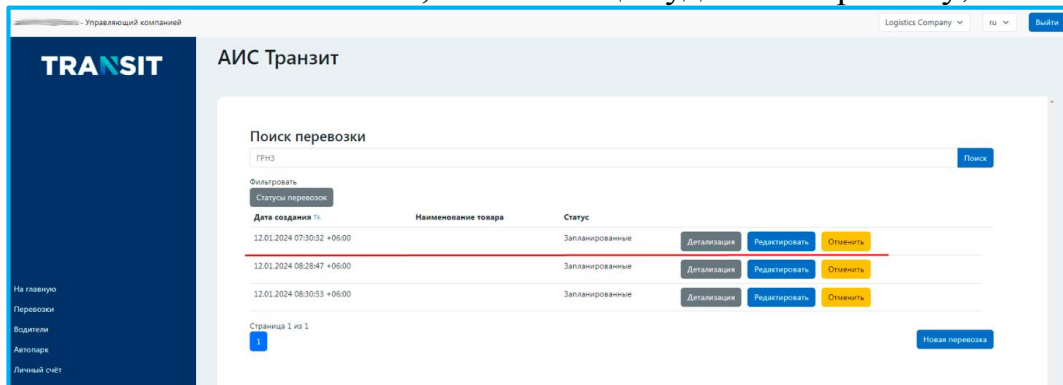 - Управляющий компанией
Logistics Company
ru
Выйти
TRANSIT
АИС Транзит
Поиск перевозки
ГРНЗ
Поиск
Фильтровать
Статусы перевозок
Дата создания Наименование товара Статус
12.01.2024 07:30:32 +06:00 Запланированные Детализация Редактировать Отменить
12.01.2024 08:28:47 +06:00 Запланированные Детализация Редактировать Отменить
12.01.2024 08:30:53 +06:00 Запланированные Детализация Редактировать Отменить
Страница 1 из 1
1
Новая перевозка
На главную
Перевозки
Водители
Автопарк
Личный счёт